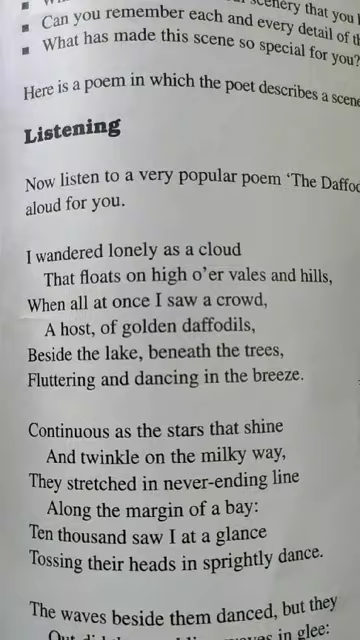 scenery that you
Can you remember each and every detail of
What has made this scene so special for you?
Here is a poem in which the poet describes a scene
Listening
Now listen to a very popular poem 'The
aloud for you.
I wandered lonely as a cloud
That floats on high o'er vales and hills,
When all at once I saw a crowd,
A host, of golden daffodils,
Beside the lake, beneath the trees,
Fluttering and dancing in the breeze.
Continuous as the stars that shine
And twinkle on the milky way,
They stretched in never-ending line
Along the margin of a bay:
Ten thousand saw I at a glance
Tossing their heads in sprightly dance.
The waves beside them danced, but they
in glee: